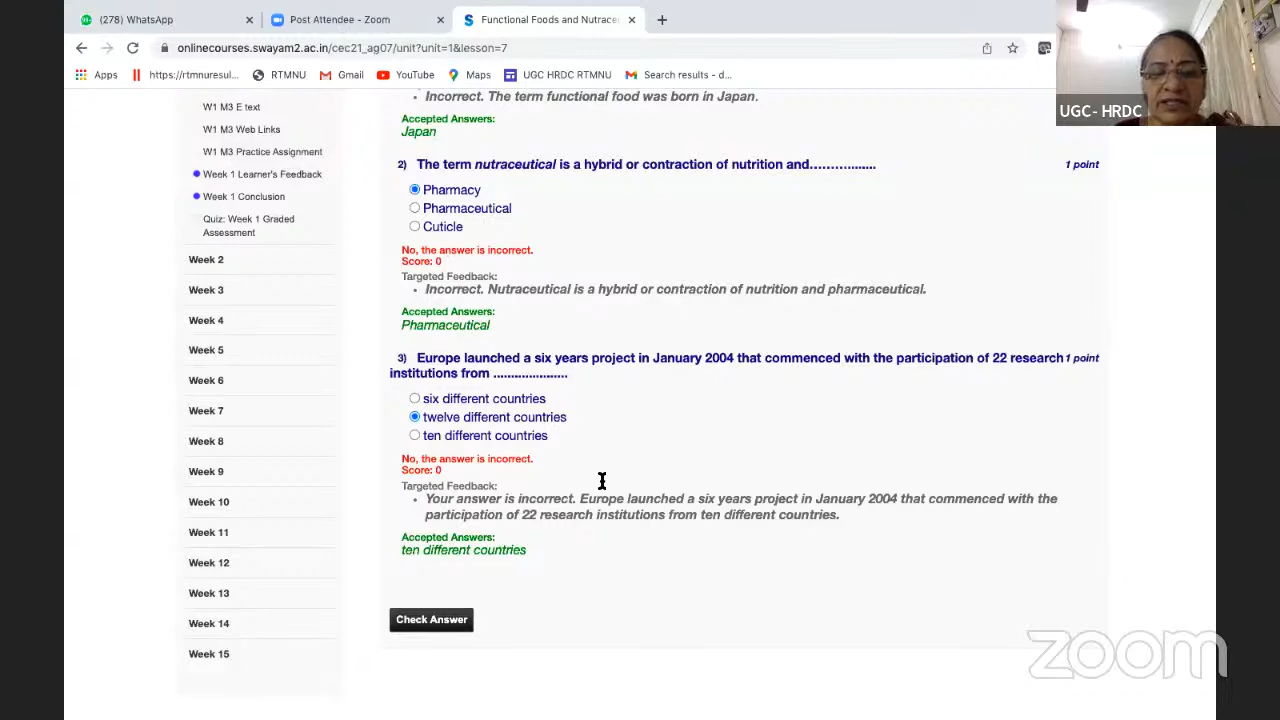 (278) WhatsApp
Post Attendee - Zoom
Functional Foods and Nutrace
onlinecourses.swayam2.ac.in/cec21_ag07/unit?unit=1&lesson=7
Apps
https://rtmnuresul...
RTMNU
Gmail
YouTube
Maps
UGC HRDC RTMNU
Search results - d...
UGC- HRDC
W1 M3 E text
W1 M3 Web Links
W1 M3 Practice Assignment
Week 1 Learner's Feedback
Week 1 Conclusion
Quiz: Week 1 Graded
Assessment
Week 2
Week 3
Week 4
Week 5
Week 6
Week 7
Week 8
Week 9
Week 10
Week 11
Week 12
Week 13
Week 14
Week 15
• Incorrect. The term functional food was born in Japan.
Accepted Answers:
Japan
2) The term nutraceutical is a hybrid or contraction of nutrition and.................. 1 point
Pharmacy
Pharmaceutical
Cuticle
No, the answer is incorrect.
Score: 0
Targeted Feedback:
• Incorrect. Nutraceutical is a hybrid or contraction of nutrition and pharmaceutical.
Accepted Answers:
Pharmaceutical
3) Europe launched a six years project in January 2004 that commenced with the participation of 22 research 1 point
institutions from .....................
six different countries
twelve different countries
ten different countries
No, the answer is incorrect.
Score: 0
Targeted Feedback:
• Your answer is incorrect. Europe launched a six years project in January 2004 that commenced with the
participation of 22 research institutions from ten different countries.
Accepted Answers:
ten different countries
Check Answer
zoom